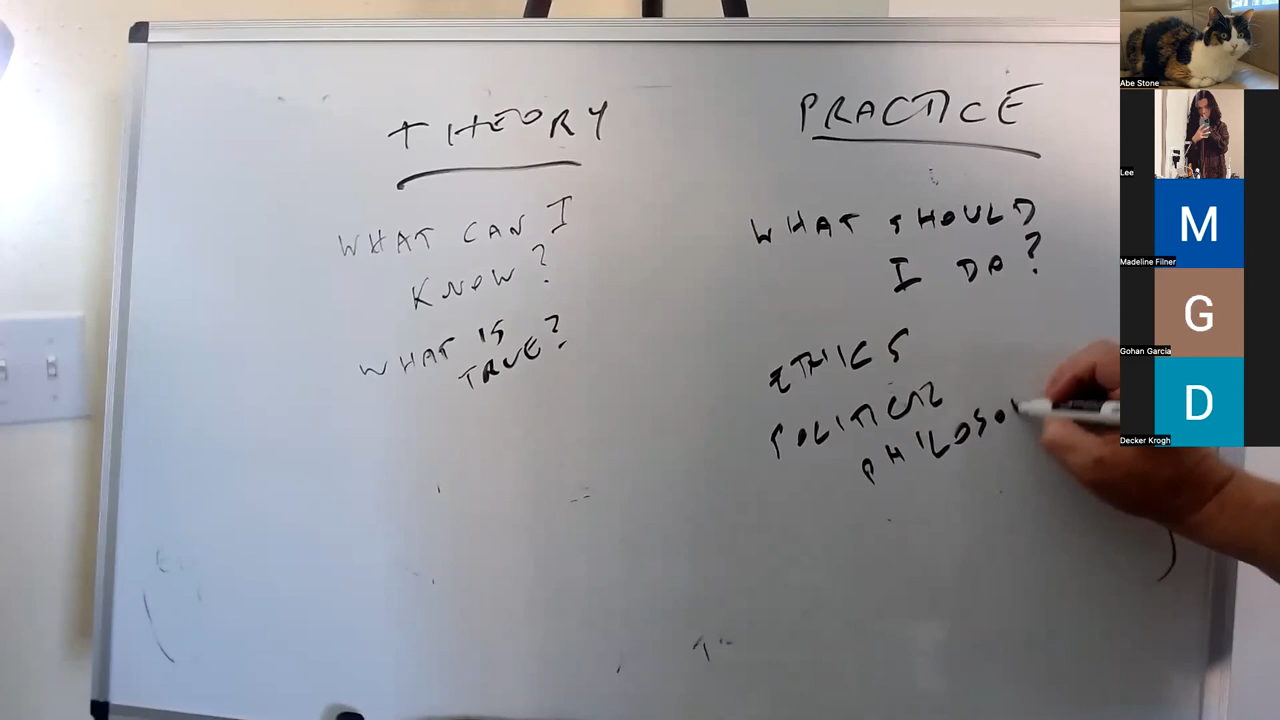 THEORY
WHAT CAN I
KNOW?
WHAT IS
TRUE?
PRACTICE
WHAT SHOULD
I DO?
ETHICS
POLITICAL
PHILOSO
Abe Stone
Lee
M
Madeline Filner
G
Gohan Garcia
D
Decker Krogh